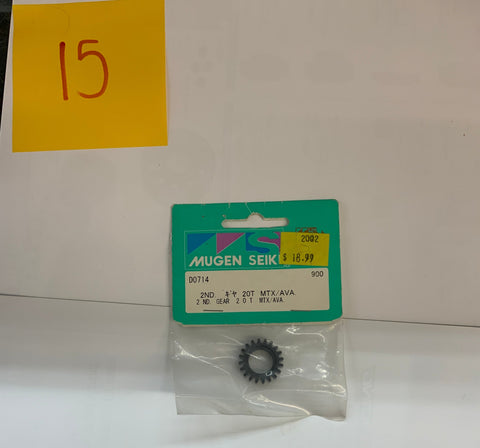 15
2002
$ 18.99
MUGEN SEIK
D0714 900
2ND. ギヤ 20T MTX/AVA.
2 ND. GEAR 2 0 T MTX/AVA.